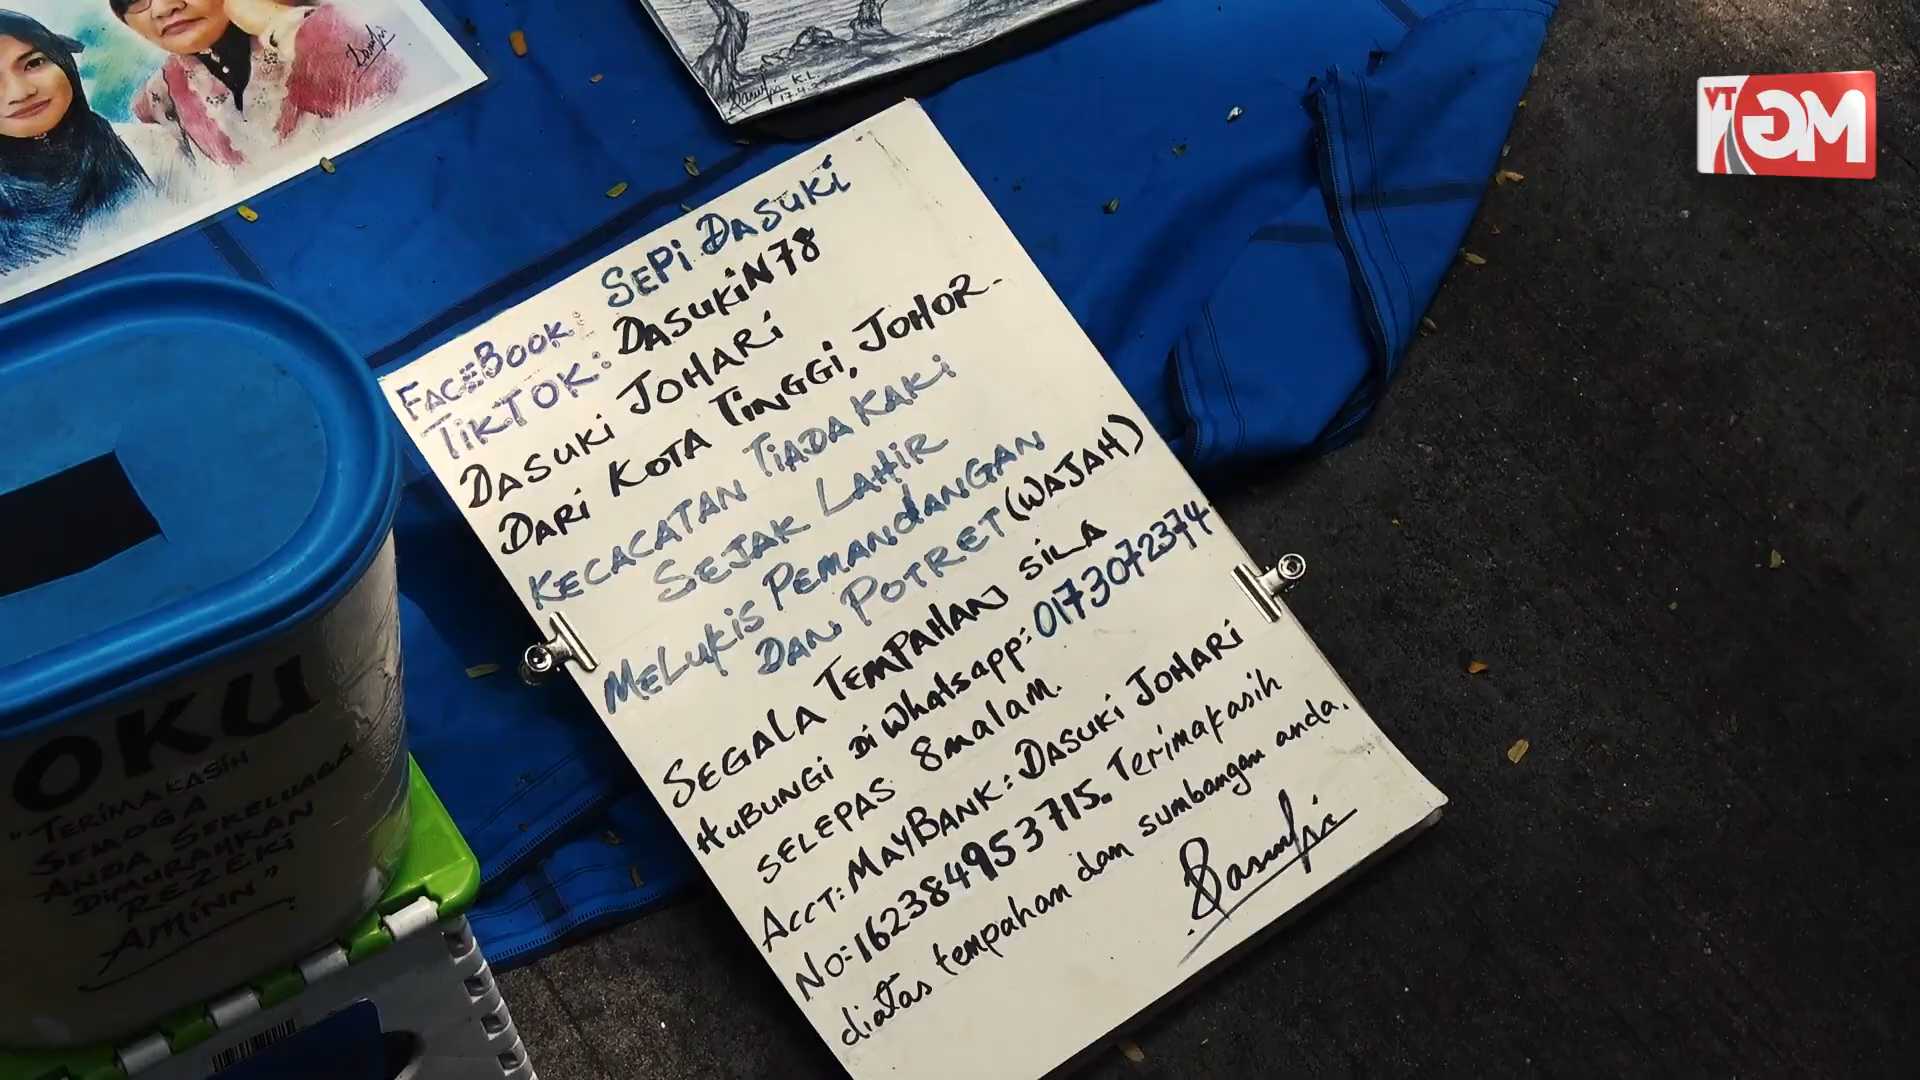 FACEBOOK: SEPI DASUKI
TIKTOK: DASUKIN78
DASUKI JOHARI
DARI KOTA TINGGI, JOHOR-
KECACATAN TIADA KAKI
SEJAK LAHIR
MELUKIS PEMANDANGAN
DAN POTRET (WAJAH)
SEGALA TEMPAHAN SILA
HUBUNGI DI Whatsapp: 0173072374
SELEPAS 8malam.
ACCT: MAYBANK: DASUKI JOHARI
NO: 162384953715. Terimakasih
diatas tempahan dan sumbangan anda.
OKU
"TERIMAKASIH
SEMOGA
ANDA SEKELUARGA
DIMURAHKAN
REZEKI
AMINN"
K.L.
VT
GM